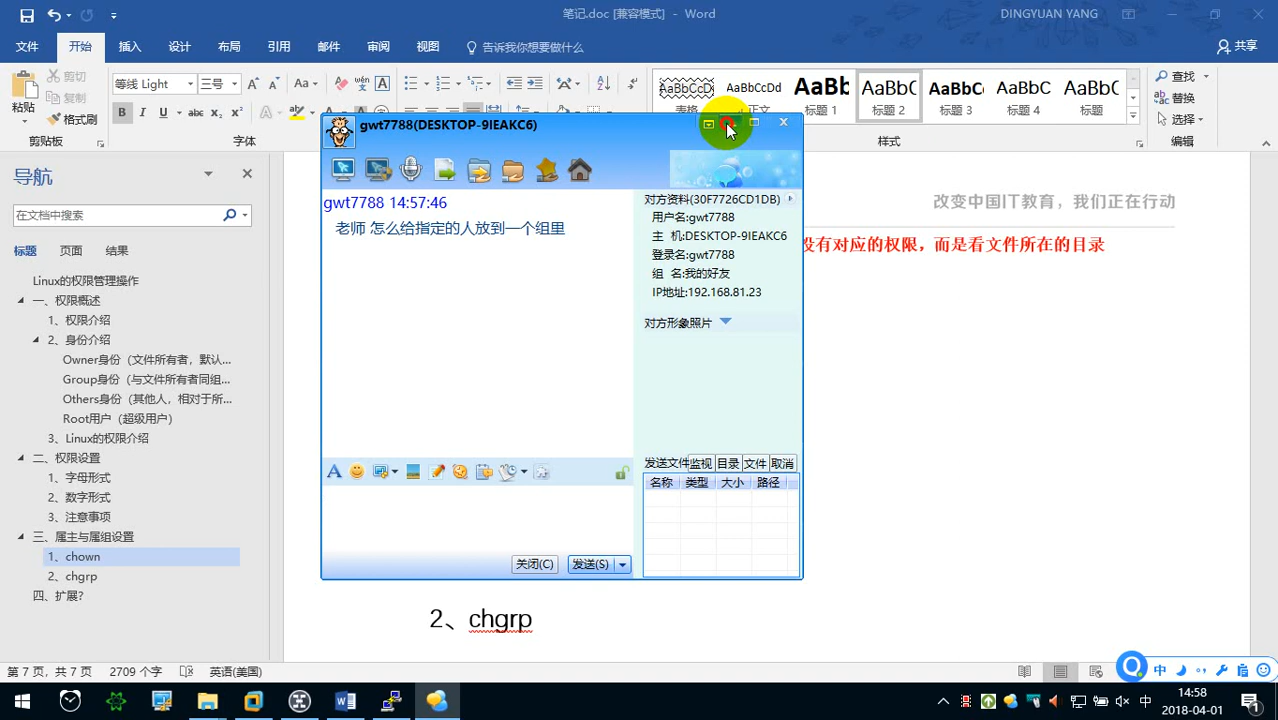 笔记.doc [兼容模式] - Word
DINGYUAN YANG
文件 开始 插入 设计 布局 引用 邮件 审阅 视图 告诉我你想要做什么 共享
粘贴
剪切
复制
格式刷
剪贴板
等线 Light 三号
字体
表格
AaBbCcDd 正文
AaBb 标题 1
AaBbC 标题 2
AaBbC 标题 3
AaBbC 标题 4
AaBbC 标题 5
样式
查找
替换
选择
编辑
导航
在文档中搜索
标题 页面 结果
Linux的权限管理操作
一、权限概述
1、权限介绍
2、身份介绍
Owner身份（文件所有者，默认...
Group身份（与文件所有者同组...
Others身份（其他人，相对于所...
Root用户（超级用户）
3、Linux的权限介绍
二、权限设置
1、字母形式
2、数字形式
3、注意事项
三、属主与属组设置
1、chown
2、chgrp
四、扩展?
gwt7788(DESKTOP-9IEAKC6)
gwt7788 14:57:46
老师 怎么给指定的人放到一个组里
对方资料(30F7726CD1DB)
用户名:gwt7788
主 机:DESKTOP-9IEAKC6
登录名:gwt7788
组 名:我的好友
IP地址:192.168.81.23
对方形象照片
发送文件 监视 目录 文件 取消
名称 类型 大小 路径
关闭(C) 发送(S)
改变中国IT教育，我们正在行动
没有对应的权限，而是看文件所在的目录
2、chgrp
第 7 页，共 7 页 2709 个字 英语(美国)
中
中
14:58
2018-04-01
1